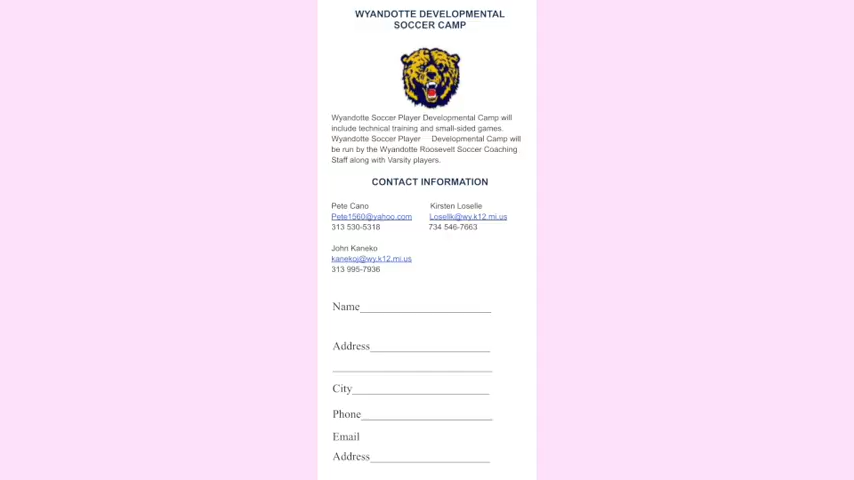 WYANDOTTE DEVELOPMENTAL
SOCCER CAMP
Wyandotte Soccer Player Developmental Camp will
include technical training and small-sided games.
Wyandotte Soccer Player Developmental Camp will
be run by the Wyandotte Roosevelt Soccer Coaching
Staff along with Varsity players.
CONTACT INFORMATION
Pete Cano Kirsten Loselle
Pete1560@yahoo.com Losellk@wy.k12.mi.us
313 530-5318 734 546-7663
John Kaneko
kanekoj@wy.k12.mi.us
313 995-7936
Name
Address
City
Phone
Email
Address